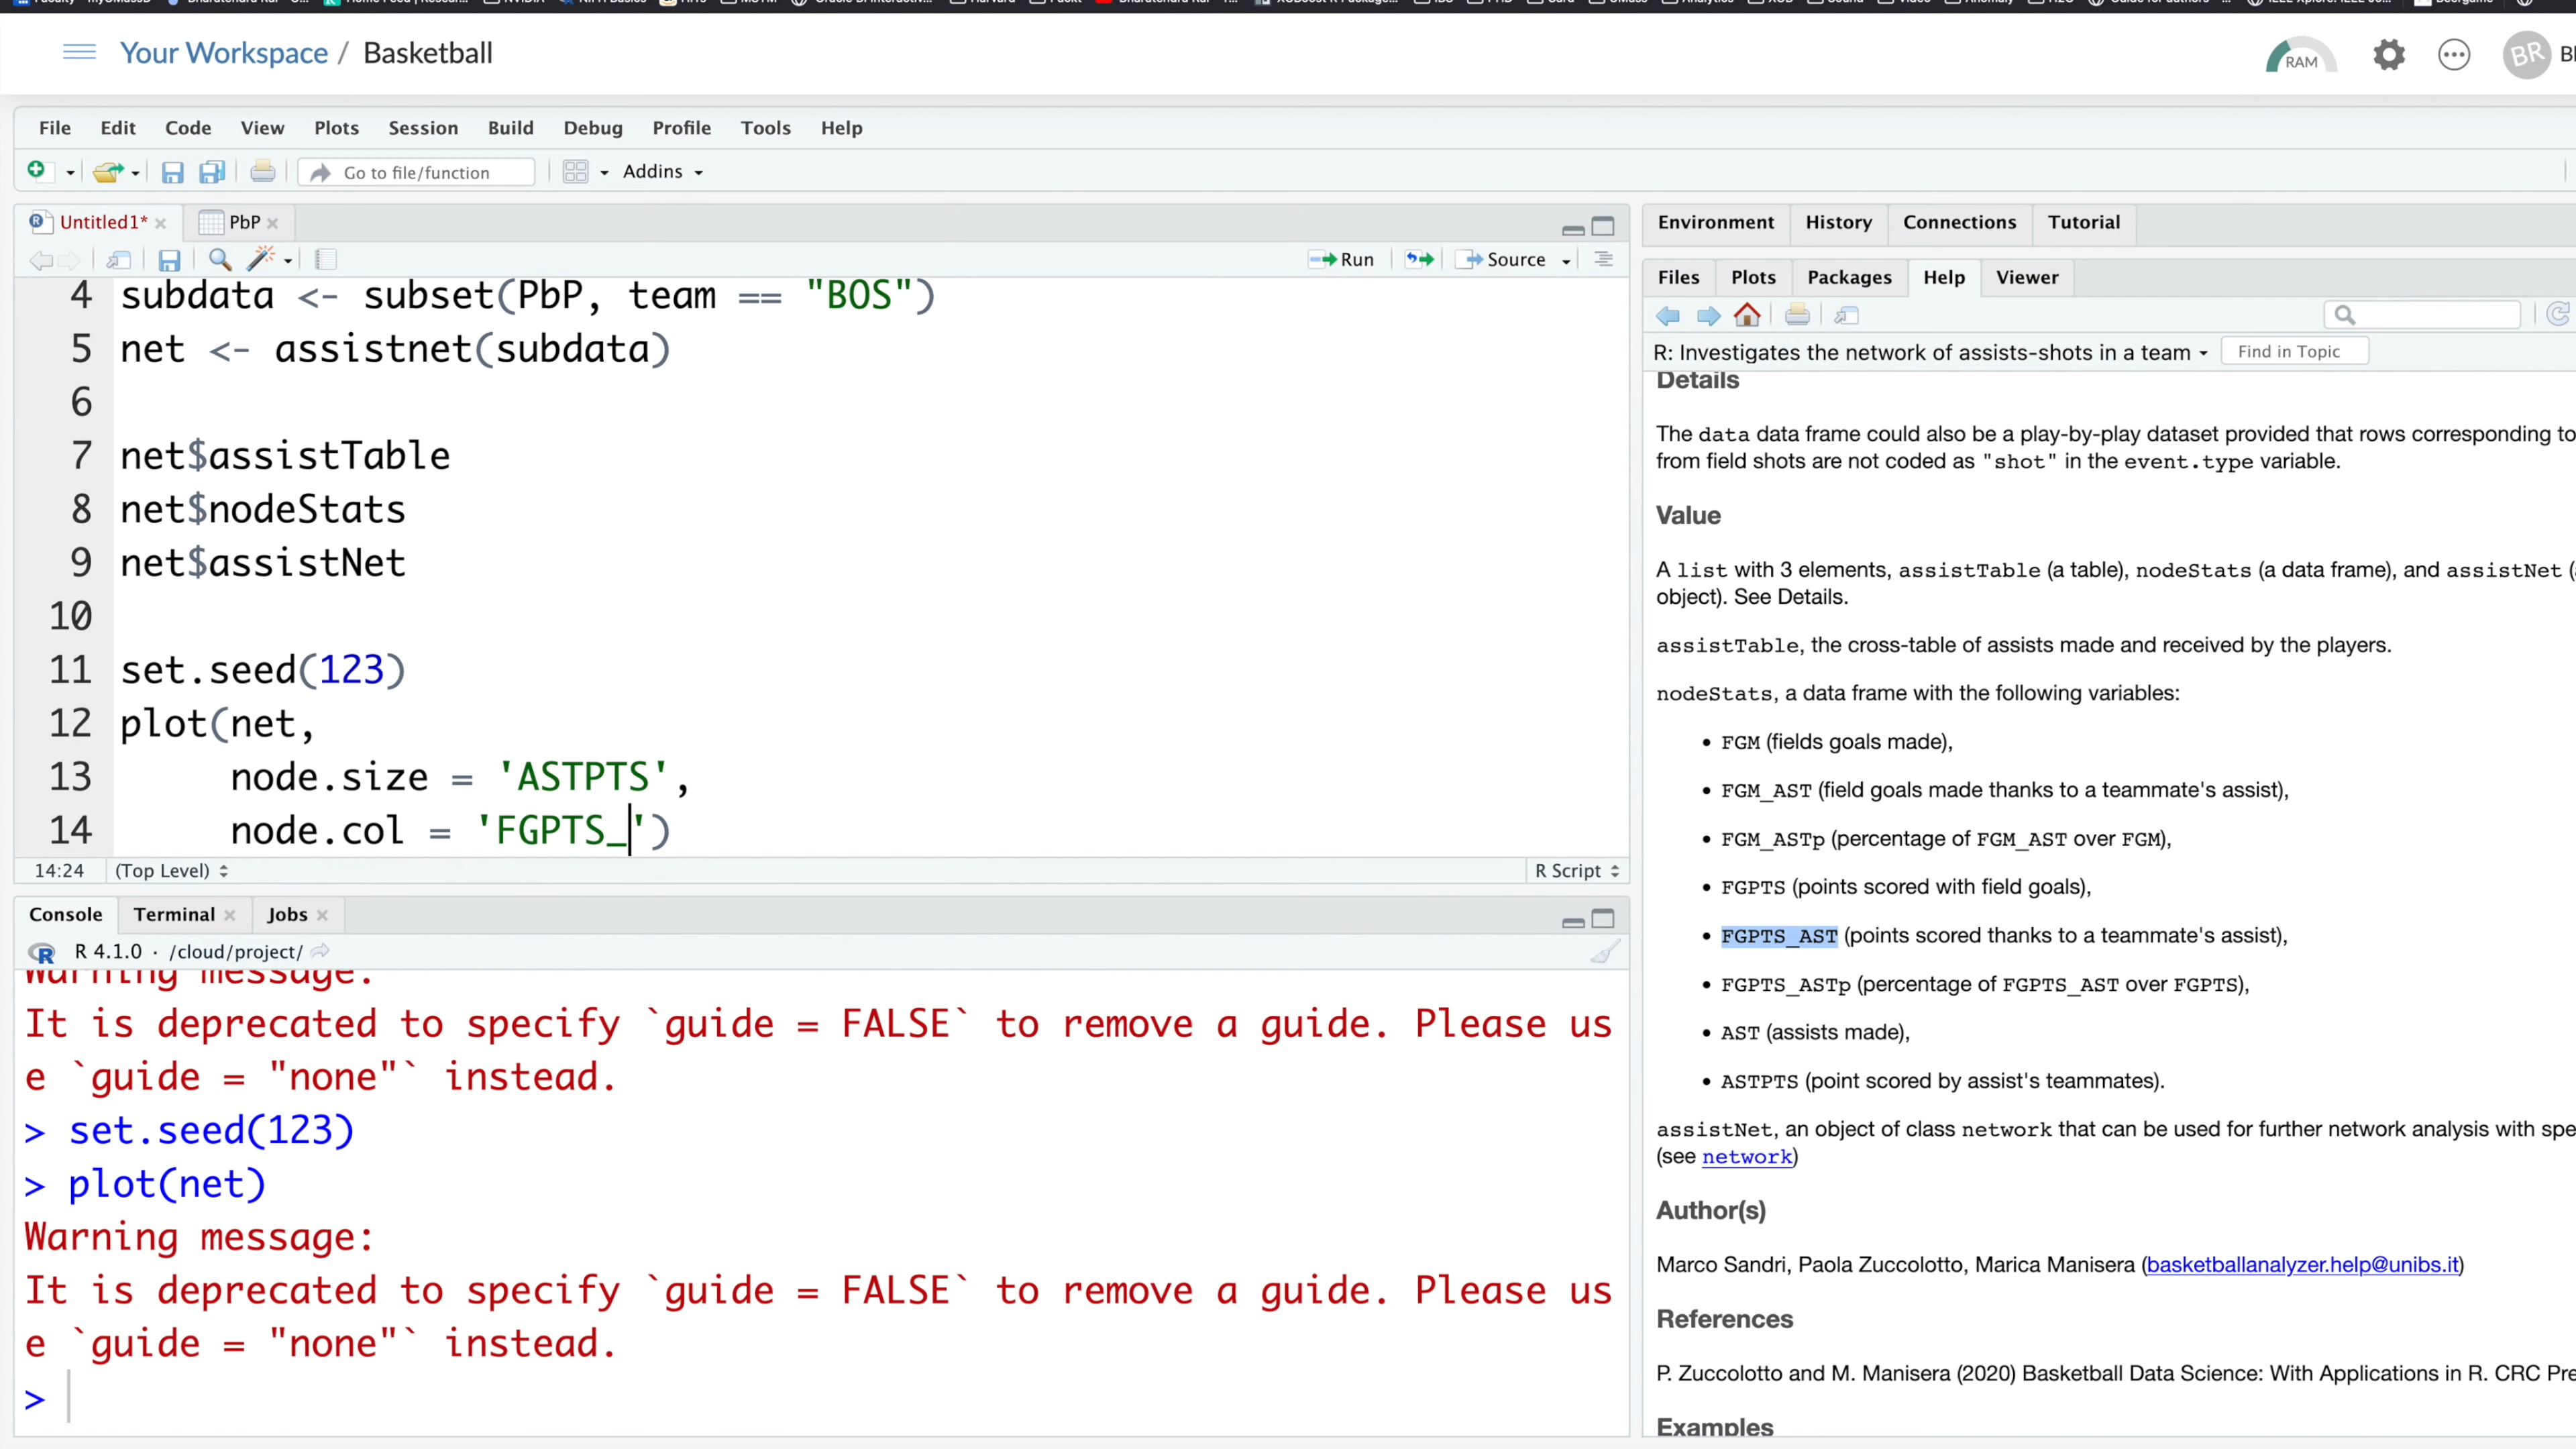 Your Workspace / Basketball
RAM
BR
File Edit Code View Plots Session Build Debug Profile Tools Help
Go to file/function
Addins
Untitled1* PbP
Run Source
4 subdata <- subset(PbP, team == "BOS")
5 net <- assistnet(subdata)
6
7 net$assistTable
8 net$nodeStats
9 net$assistNet
10
11 set.seed(123)
12 plot(net,
13 node.size = 'ASTPTS',
14 node.col = 'FGPTS_')
14:24 (Top Level) R Script
Console Terminal Jobs
R 4.1.0 · /cloud/project/
Warning message:
It is deprecated to specify `guide = FALSE` to remove a guide. Please us
e `guide = "none"` instead.
> set.seed(123)
> plot(net)
Warning message:
It is deprecated to specify `guide = FALSE` to remove a guide. Please us
e `guide = "none"` instead.
>
Environment History Connections Tutorial
Files Plots Packages Help Viewer
R: Investigates the network of assists-shots in a team Find in Topic
Details
The data data frame could also be a play-by-play dataset provided that rows corresponding to
from field shots are not coded as "shot" in the event.type variable.
Value
A list with 3 elements, assistTable (a table), nodeStats (a data frame), and assistNet (
object). See Details.
assistTable, the cross-table of assists made and received by the players.
nodeStats, a data frame with the following variables:
• FGM (fields goals made),
• FGM_AST (field goals made thanks to a teammate's assist),
• FGM_ASTp (percentage of FGM_AST over FGM),
• FGPTS (points scored with field goals),
• FGPTS_AST (points scored thanks to a teammate's assist),
• FGPTS_ASTp (percentage of FGPTS_AST over FGPTS),
• AST (assists made),
• ASTPTS (point scored by assist's teammates).
assistNet, an object of class network that can be used for further network analysis with spe
(see network)
Author(s)
Marco Sandri, Paola Zuccolotto, Marica Manisera (basketballanalyzer.help@unibs.it)
References
P. Zuccolotto and M. Manisera (2020) Basketball Data Science: With Applications in R. CRC Pre
Examples